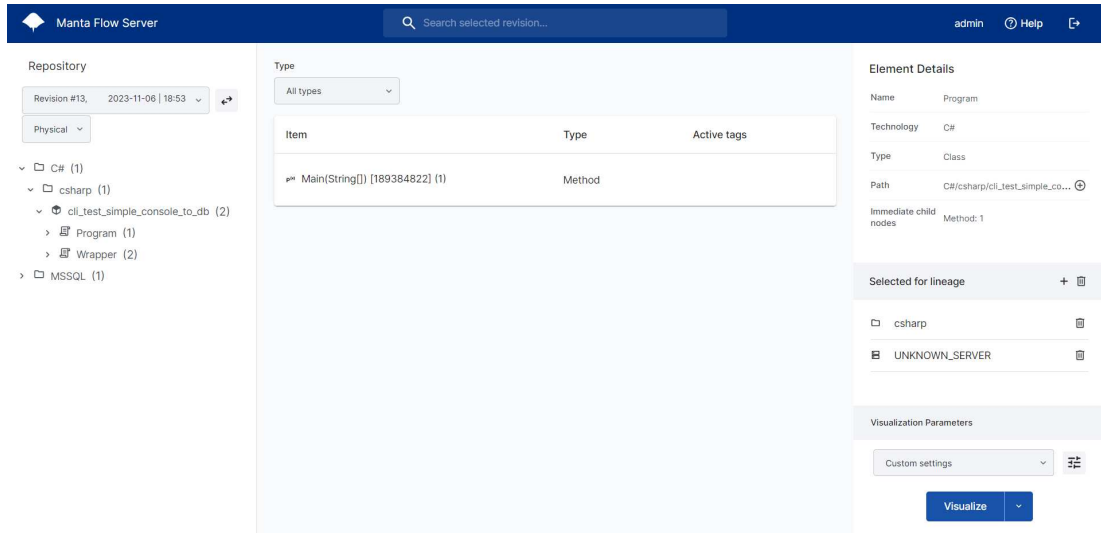 Manta Flow Server
Search selected revision...
admin
Help
Repository
Revision #13, 2023-11-06 | 18:53
Physical
C# (1)
csharp (1)
cli_test_simple_console_to_db (2)
Program (1)
Wrapper (2)
MSSQL (1)
Type
All types
Item Type Active tags
Main(String[]) [189384822] (1) Method
Element Details
Name Program
Technology C#
Type Class
Path C#/csharp/cli_test_simple_co...
Immediate child
nodes
Method: 1
Selected for lineage
csharp
UNKNOWN_SERVER
Visualization Parameters
Custom settings
Visualize